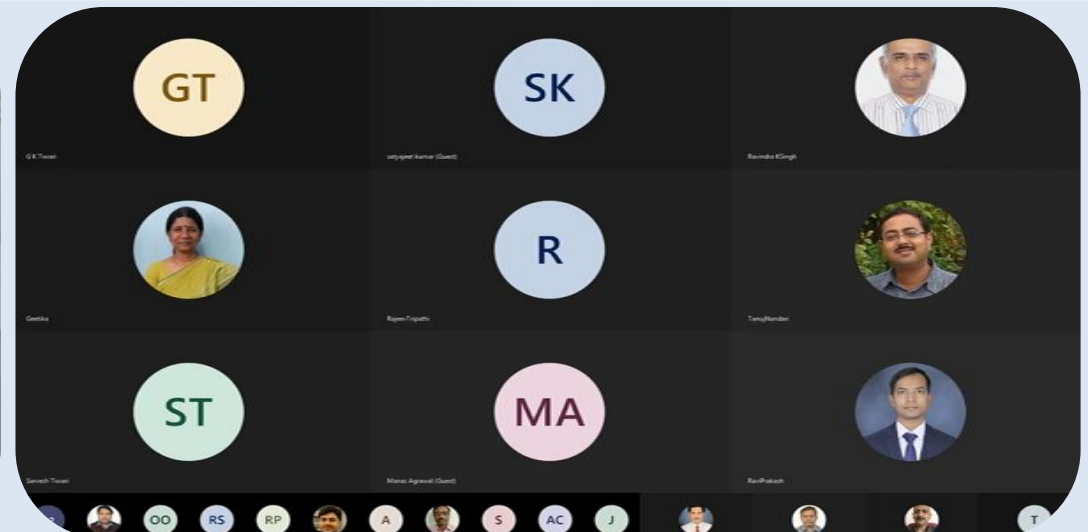 GT
SK
G K Tiwari
satyajeet kumar (Guest)
Ravindra KSingh
R
Geetika
Rajeev Tripathi
TanujNandan
ST
MA
Sarvesh Tiwari
Manas Agrawal (Guest)
RaviPrakash
OO
RS
RP
A
S
AC
J
T